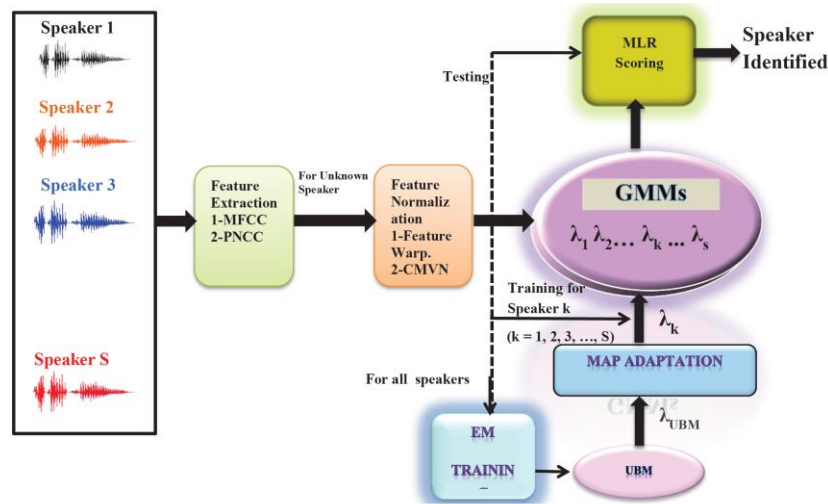 Speaker 1
Speaker 2
Speaker 3
Speaker S
Feature
Extraction
1-MFCC
2-PNCC
For Unknown
Speaker
Feature
Normaliz
ation
1-Feature
Warp.
2-CMVN
Testing
MLR
Scoring
Speaker
Identified
GMMs
λ1 λ2... λk ... λs
Training for
Speaker k
(k = 1, 2, 3, ..., S)
λk
MAP ADAPTATION
λUBM
For all speakers
EM
TRAININ
UBM